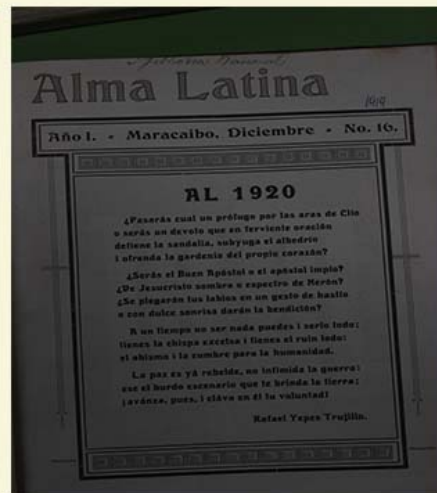 Alma Latina
1919
Año I. - Maracaibo, Diciembre - No. 16.
AL 1920
¿Pasarás cual un prófugo por las aras de Clío
o serás un devoto que en ferviente oración
detiene la sandalia, subyuga el albedrío
i ofrenda la gardenia del propio corazón?
¿Serás el Buen Apóstol o el apóstol impío?
¿De Jesucristo sombra o espectro de Nerón?
¿Se plegarán tus labios en un gesto de hastío
o con dulce sonrisa darán la bendición?
A un tiempo no ser nada puedes i serlo todo:
tienes la chispa excelsa i tienes el ruin lodo:
el abismo i la cumbre para la humanidad.
La paz es yá rebelde, no intimida la guerra:
ese el burdo escenario que te brinda la tierra;
¡avánza, pues, i cláva en él tu voluntad!
Rafael Yepes Trujillo.